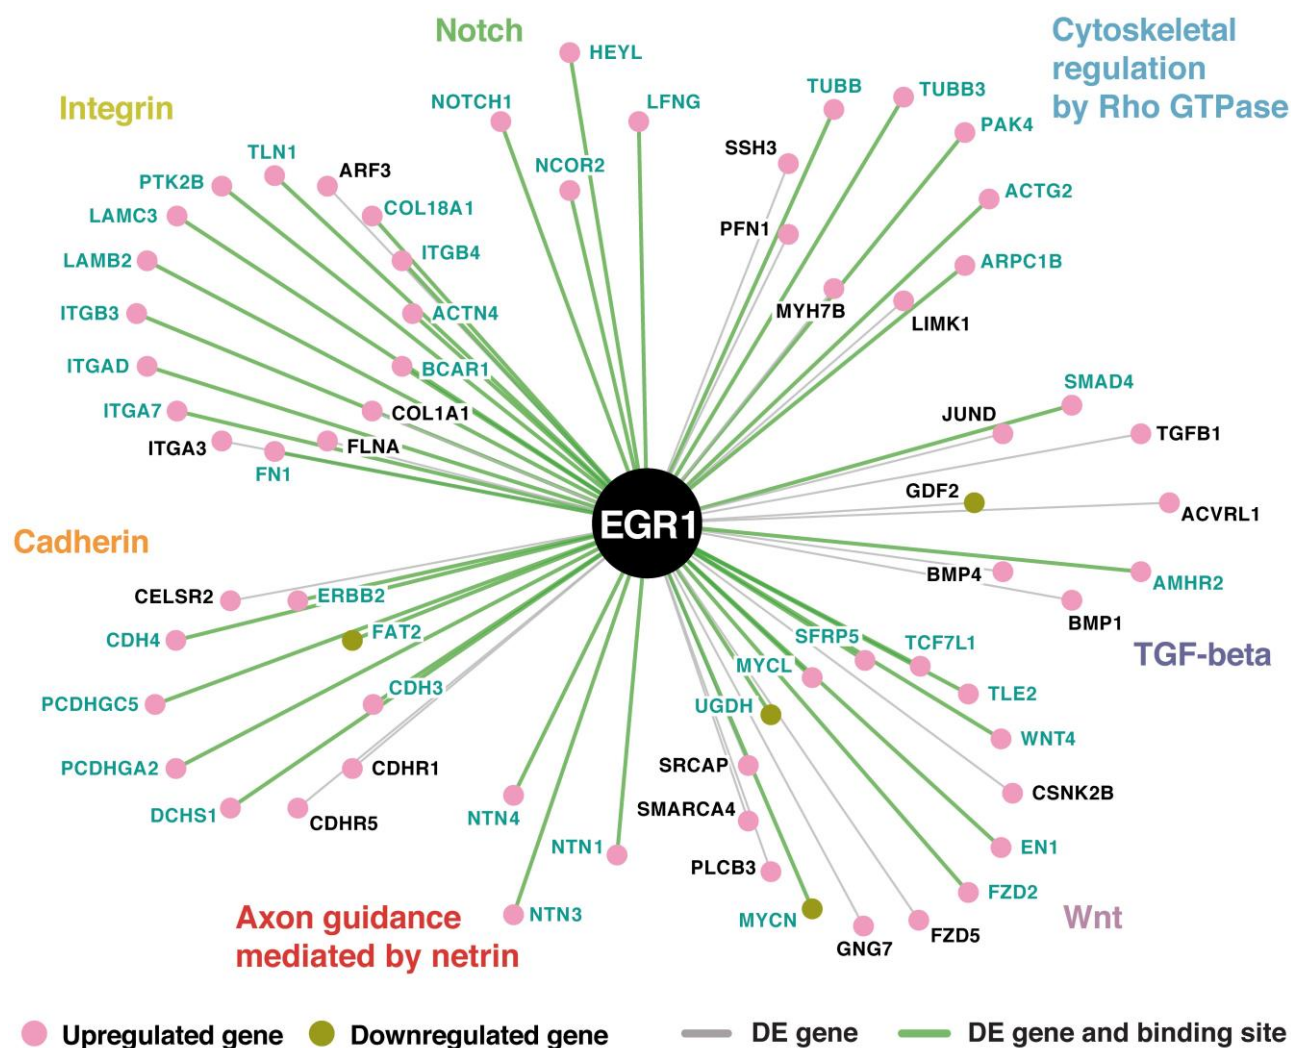 Notch
HEYL
NOTCH1
LFNG
NCOR2
Cytoskeletal
regulation
by Rho GTPase
TUBB
TUBB3
PAK4
SSH3
ACTG2
PFN1
ARPC1B
MYH7B
LIMK1
Integrin
TLN1
ARF3
PTK2B
COL18A1
LAMC3
ITGB4
LAMB2
ITGB3
ACTN4
ITGAD
BCAR1
ITGA7
COL1A1
ITGA3
FLNA
FN1
EGR1
SMAD4
JUND
TGFB1
GDF2
ACVRL1
BMP4
AMHR2
BMP1
TGF-beta
Cadherin
CELSR2
ERBB2
CDH4
FAT2
PCDHGC5
CDH3
PCDHGA2
CDHR1
DCHS1
CDHR5
NTN4
NTN1
NTN3
Axon guidance
mediated by netrin
SFRP5
TCF7L1
MYCL
TLE2
UGDH
WNT4
SRCAP
CSNK2B
SMARCA4
EN1
PLCB3
FZD2
MYCN
GNG7
FZD5
Wnt
Upregulated gene
Downregulated gene
DE gene
DE gene and binding site